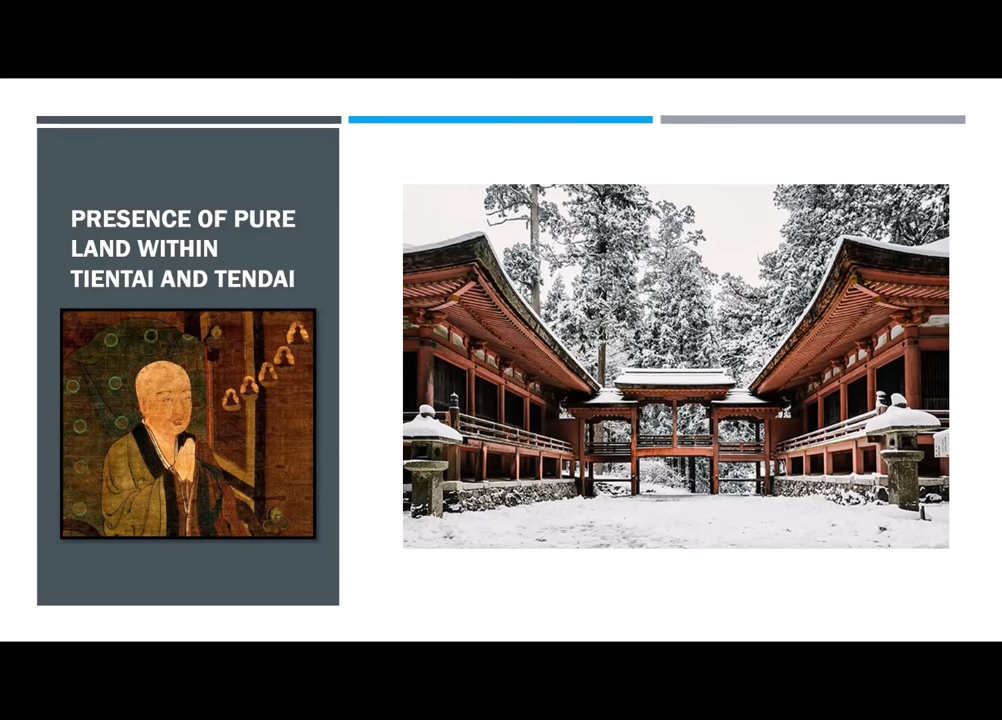 PRESENCE OF PURE
LAND WITHIN
TIENTAI AND TENDAI